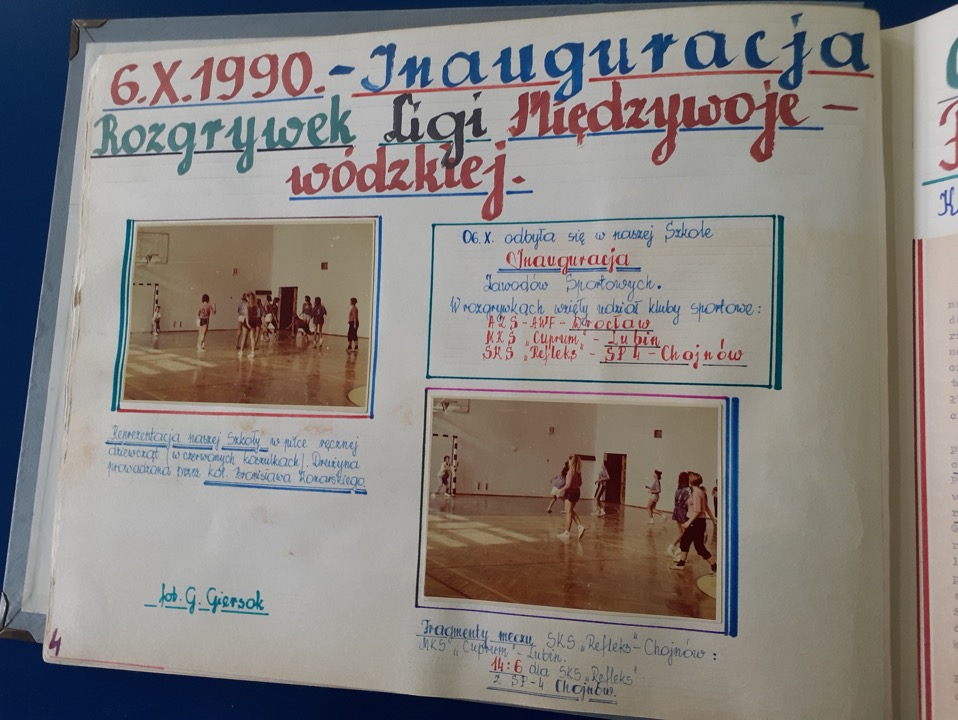 6.X.1990.-Inauguracja
Rozgrywek Ligi Międzywoje-
wódzkiej.
06.X. odbyła się w naszej Szkole
Inauguracja
Zawodów Sportowych.
W rozgrywkach wzięły udział kluby sportowe:
AZS-AWF-Wrocław
MKS "Cuprum"-Lubin
SKS "Refleks"-SP 4-Chojnów
Reprezentacja naszej Szkoły w piłce ręcznej
dziewcząt /w czerwonych koszulkach/. Drużyna
prowadzona przez kol. Bronisława Konarskiego
fot. G. Giersok
Fragmenty meczu SKS "Refleks"-Chojnów:
MKS "Cuprum"-Lubin.
14:6 dla SKS "Refleks"
z SP-4 Chojnów.
4